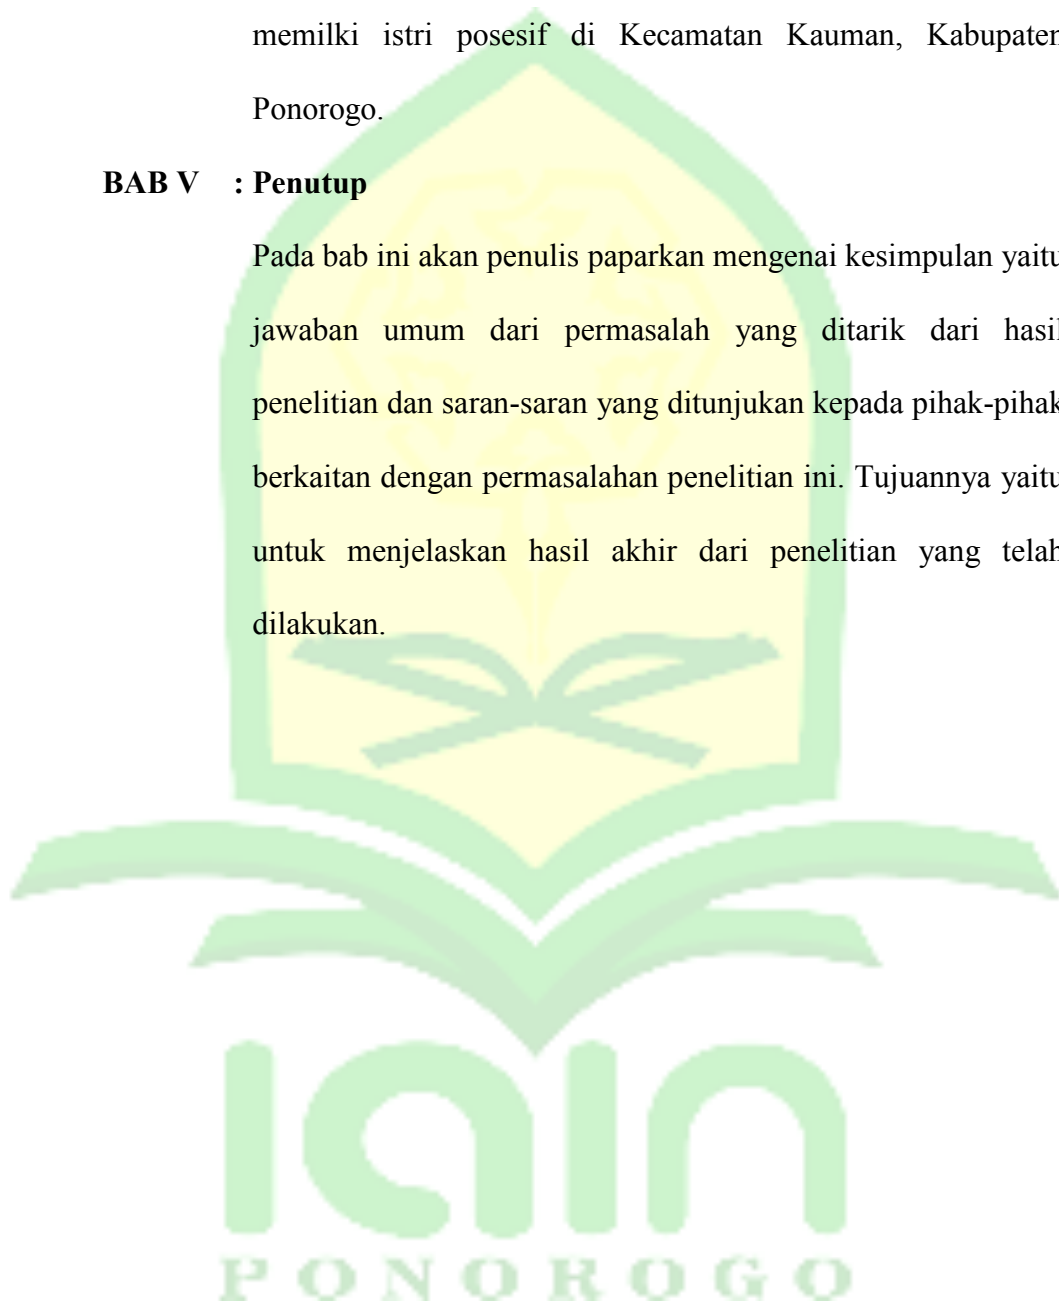 memilki istri posesif di Kecamatan Kauman, Kabupaten
Ponorogo.
BAB V : Penutup
Pada bab ini akan penulis paparkan mengenai kesimpulan yaitu
jawaban umum dari permasalah yang ditarik dari hasil
penelitian dan saran-saran yang ditunjukan kepada pihak-pihak
berkaitan dengan permasalahan penelitian ini. Tujuannya yaitu
untuk menjelaskan hasil akhir dari penelitian yang telah
dilakukan.
iain
PONOROGO